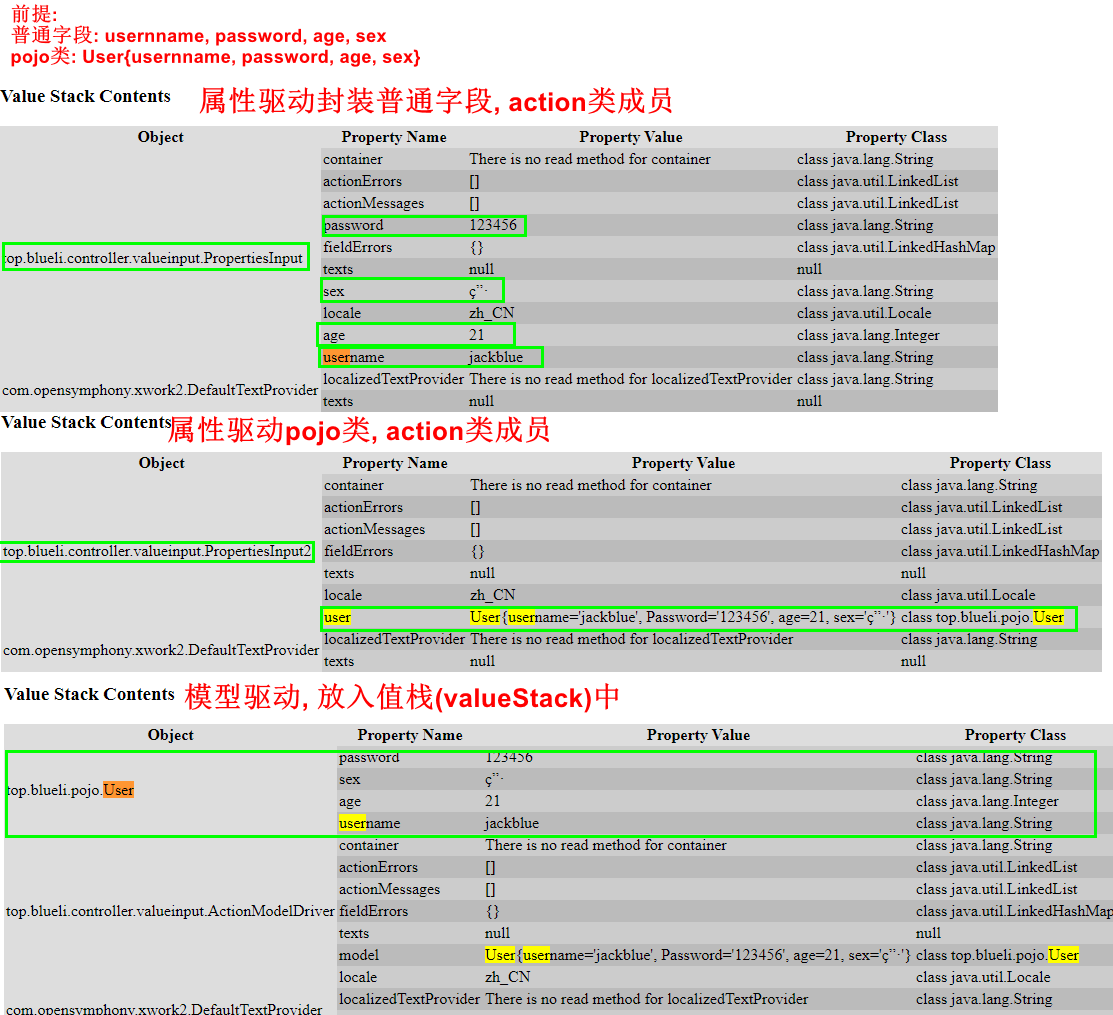 前提:
普通字段: usernname, password, age, sex
pojo类: User{usernname, password, age, sex}
Value Stack Contents 属性驱动封装普通字段, action类成员
Object Property Name Property Value Property Class
container There is no read method for container class java.lang.String
actionErrors [] class java.util.LinkedList
actionMessages [] class java.util.LinkedList
password 123456 class java.lang.String
fieldErrors {} class java.util.LinkedHashMap
top.blueli.controller.valueinput.PropertiesInput
texts null null
sex ç”· class java.lang.String
locale zh_CN class java.util.Locale
age 21 class java.lang.Integer
username jackblue class java.lang.String
localizedTextProvider There is no read method for localizedTextProvider class java.lang.String
com.opensymphony.xwork2.DefaultTextProvider
texts null null
Value Stack Contents 属性驱动pojo类, action类成员
Object Property Name Property Value Property Class
container There is no read method for container class java.lang.String
actionErrors [] class java.util.LinkedList
actionMessages [] class java.util.LinkedList
top.blueli.controller.valueinput.PropertiesInput2 fieldErrors {} class java.util.LinkedHashMap
texts null null
locale zh_CN class java.util.Locale
user User{username='jackblue', Password='123456', age=21, sex='ç”·'} class top.blueli.pojo.User
localizedTextProvider There is no read method for localizedTextProvider class java.lang.String
com.opensymphony.xwork2.DefaultTextProvider
texts null null
Value Stack Contents 模型驱动, 放入值栈(valueStack)中
Object Property Name Property Value Property Class
password 123456 class java.lang.String
sex ç”· class java.lang.String
top.blueli.pojo.User
age 21 class java.lang.Integer
username jackblue class java.lang.String
container There is no read method for container class java.lang.String
actionErrors [] class java.util.LinkedList
actionMessages [] class java.util.LinkedList
top.blueli.controller.valueinput.ActionModelDriver fieldErrors {} class java.util.LinkedHashMap
texts null null
model User{username='jackblue', Password='123456', age=21, sex='ç”·'} class top.blueli.pojo.User
locale zh_CN class java.util.Locale
localizedTextProvider There is no read method for localizedTextProvider class java.lang.String
com.opensymphony.xwork2.DefaultTextProvider